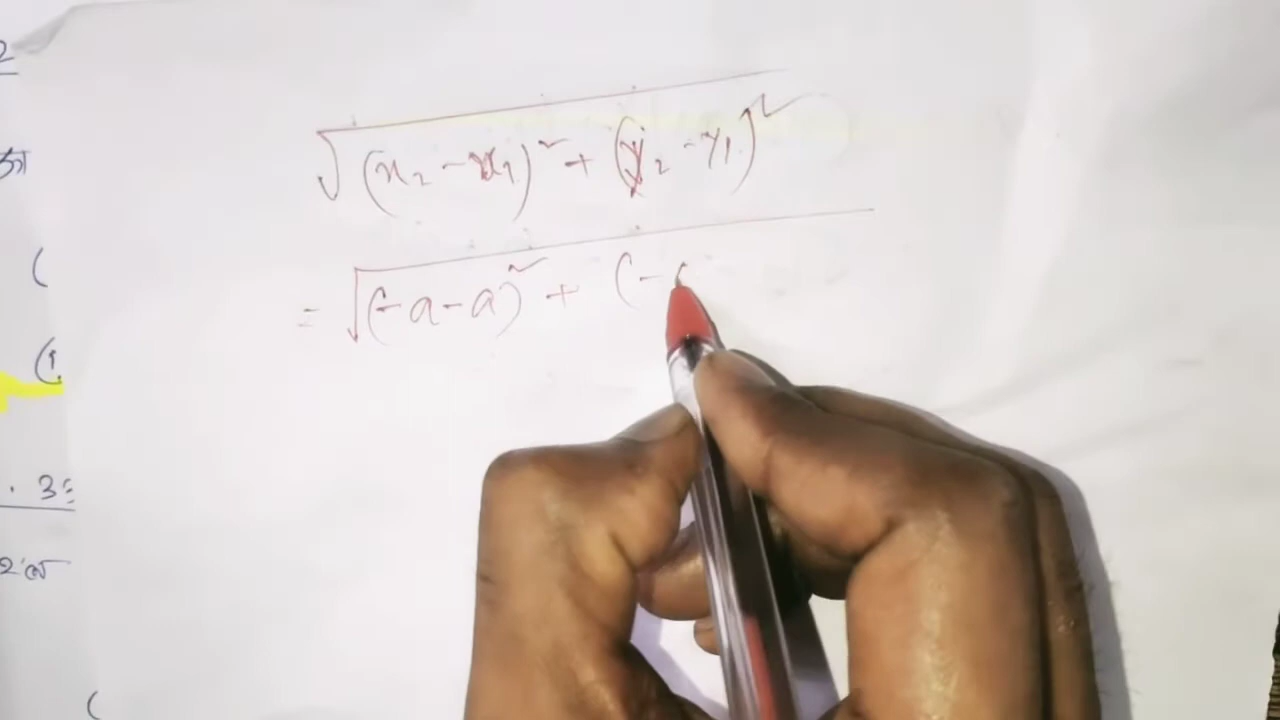 √(x₂ - x₁)² + (y₂ - y₁)²
= √(-a-a)² + (-